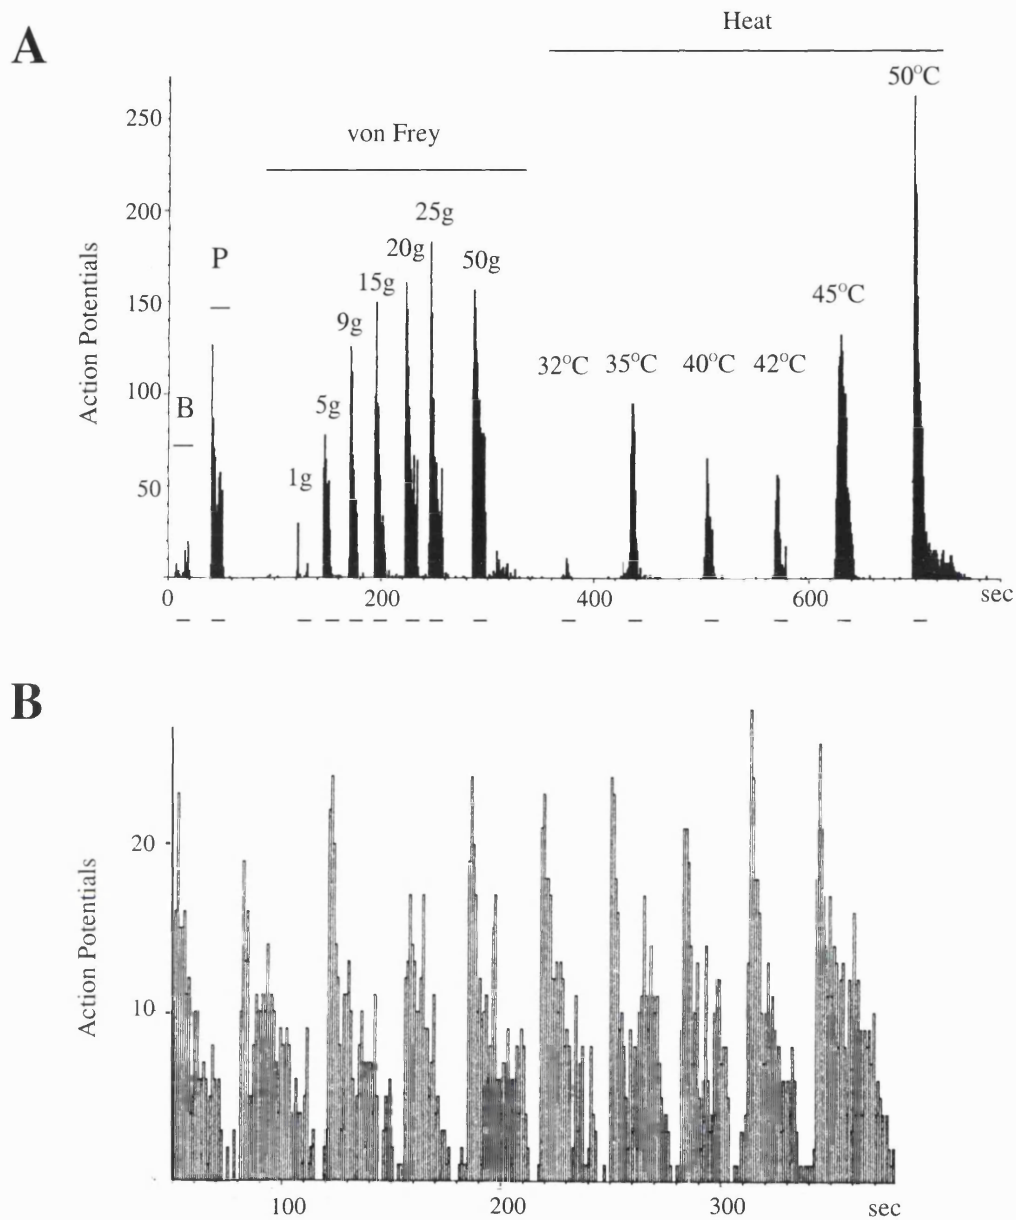 A
Heat
50°C
250
von Frey
200
25g
20g
P
50g
15g
150
45°C
9g
32°C 35°C 40°C 42°C
Action Potentials
B
100
5g
1g
50
0 200 400 600 sec
B
20
Action Potentials
10
100 200 300 sec